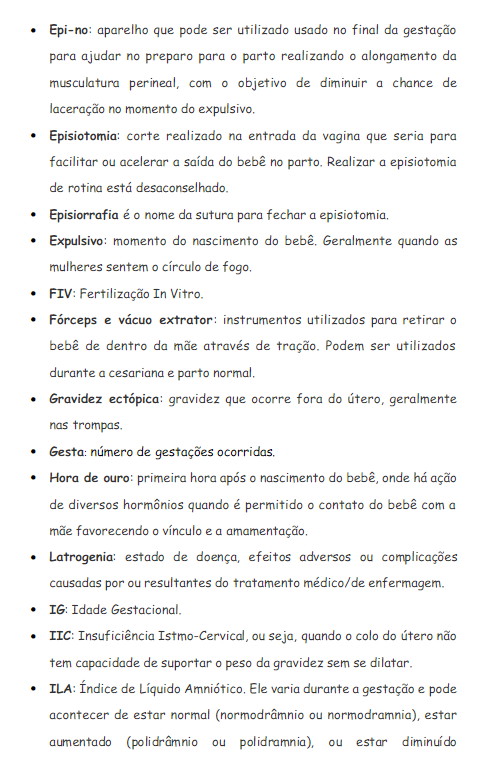 • Epi-no: aparelho que pode ser utilizado usado no final da gestação
para ajudar no preparo para o parto realizando o alongamento da
musculatura perineal, com o objetivo de diminuir a chance de
laceração no momento do expulsivo.
• Episiotomia: corte realizado na entrada da vagina que seria para
facilitar ou acelerar a saída do bebê no parto. Realizar a episiotomia
de rotina está desaconselhado.
• Episiorrafia é o nome da sutura para fechar a episiotomia.
• Expulsivo: momento do nascimento do bebê. Geralmente quando as
mulheres sentem o círculo de fogo.
• FIV: Fertilização In Vitro.
• Fórceps e vácuo extrator: instrumentos utilizados para retirar o
bebê de dentro da mãe através de tração. Podem ser utilizados
durante a cesariana e parto normal.
• Gravidez ectópica: gravidez que ocorre fora do útero, geralmente
nas trompas.
• Gesta: número de gestações ocorridas.
• Hora de ouro: primeira hora após o nascimento do bebê, onde há ação
de diversos hormônios quando é permitido o contato do bebê com a
mãe favorecendo o vínculo e a amamentação.
• Latrogenia: estado de doença, efeitos adversos ou complicações
causadas por ou resultantes do tratamento médico/de enfermagem.
• IG: Idade Gestacional.
• IIC: Insuficiência Istmo-Cervical, ou seja, quando o colo do útero não
tem capacidade de suportar o peso da gravidez sem se dilatar.
• ILA: Índice de Líquido Amniótico. Ele varia durante a gestação e pode
acontecer de estar normal (normodrâmnio ou normodramnia), estar
aumentado (polidrâmnio ou polidramnia), ou estar diminuído